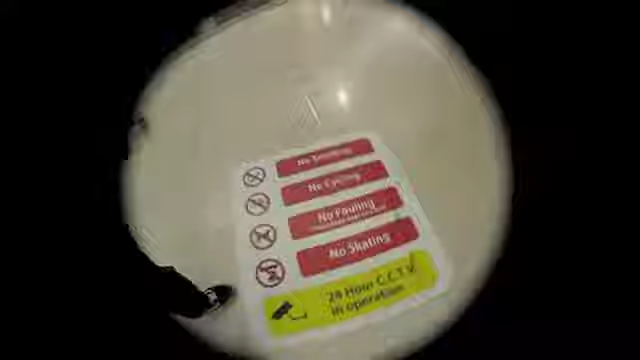 No Smoking
No Cycling
No Fouling
No Skating
24 Hour C.C.T.V.
in operation